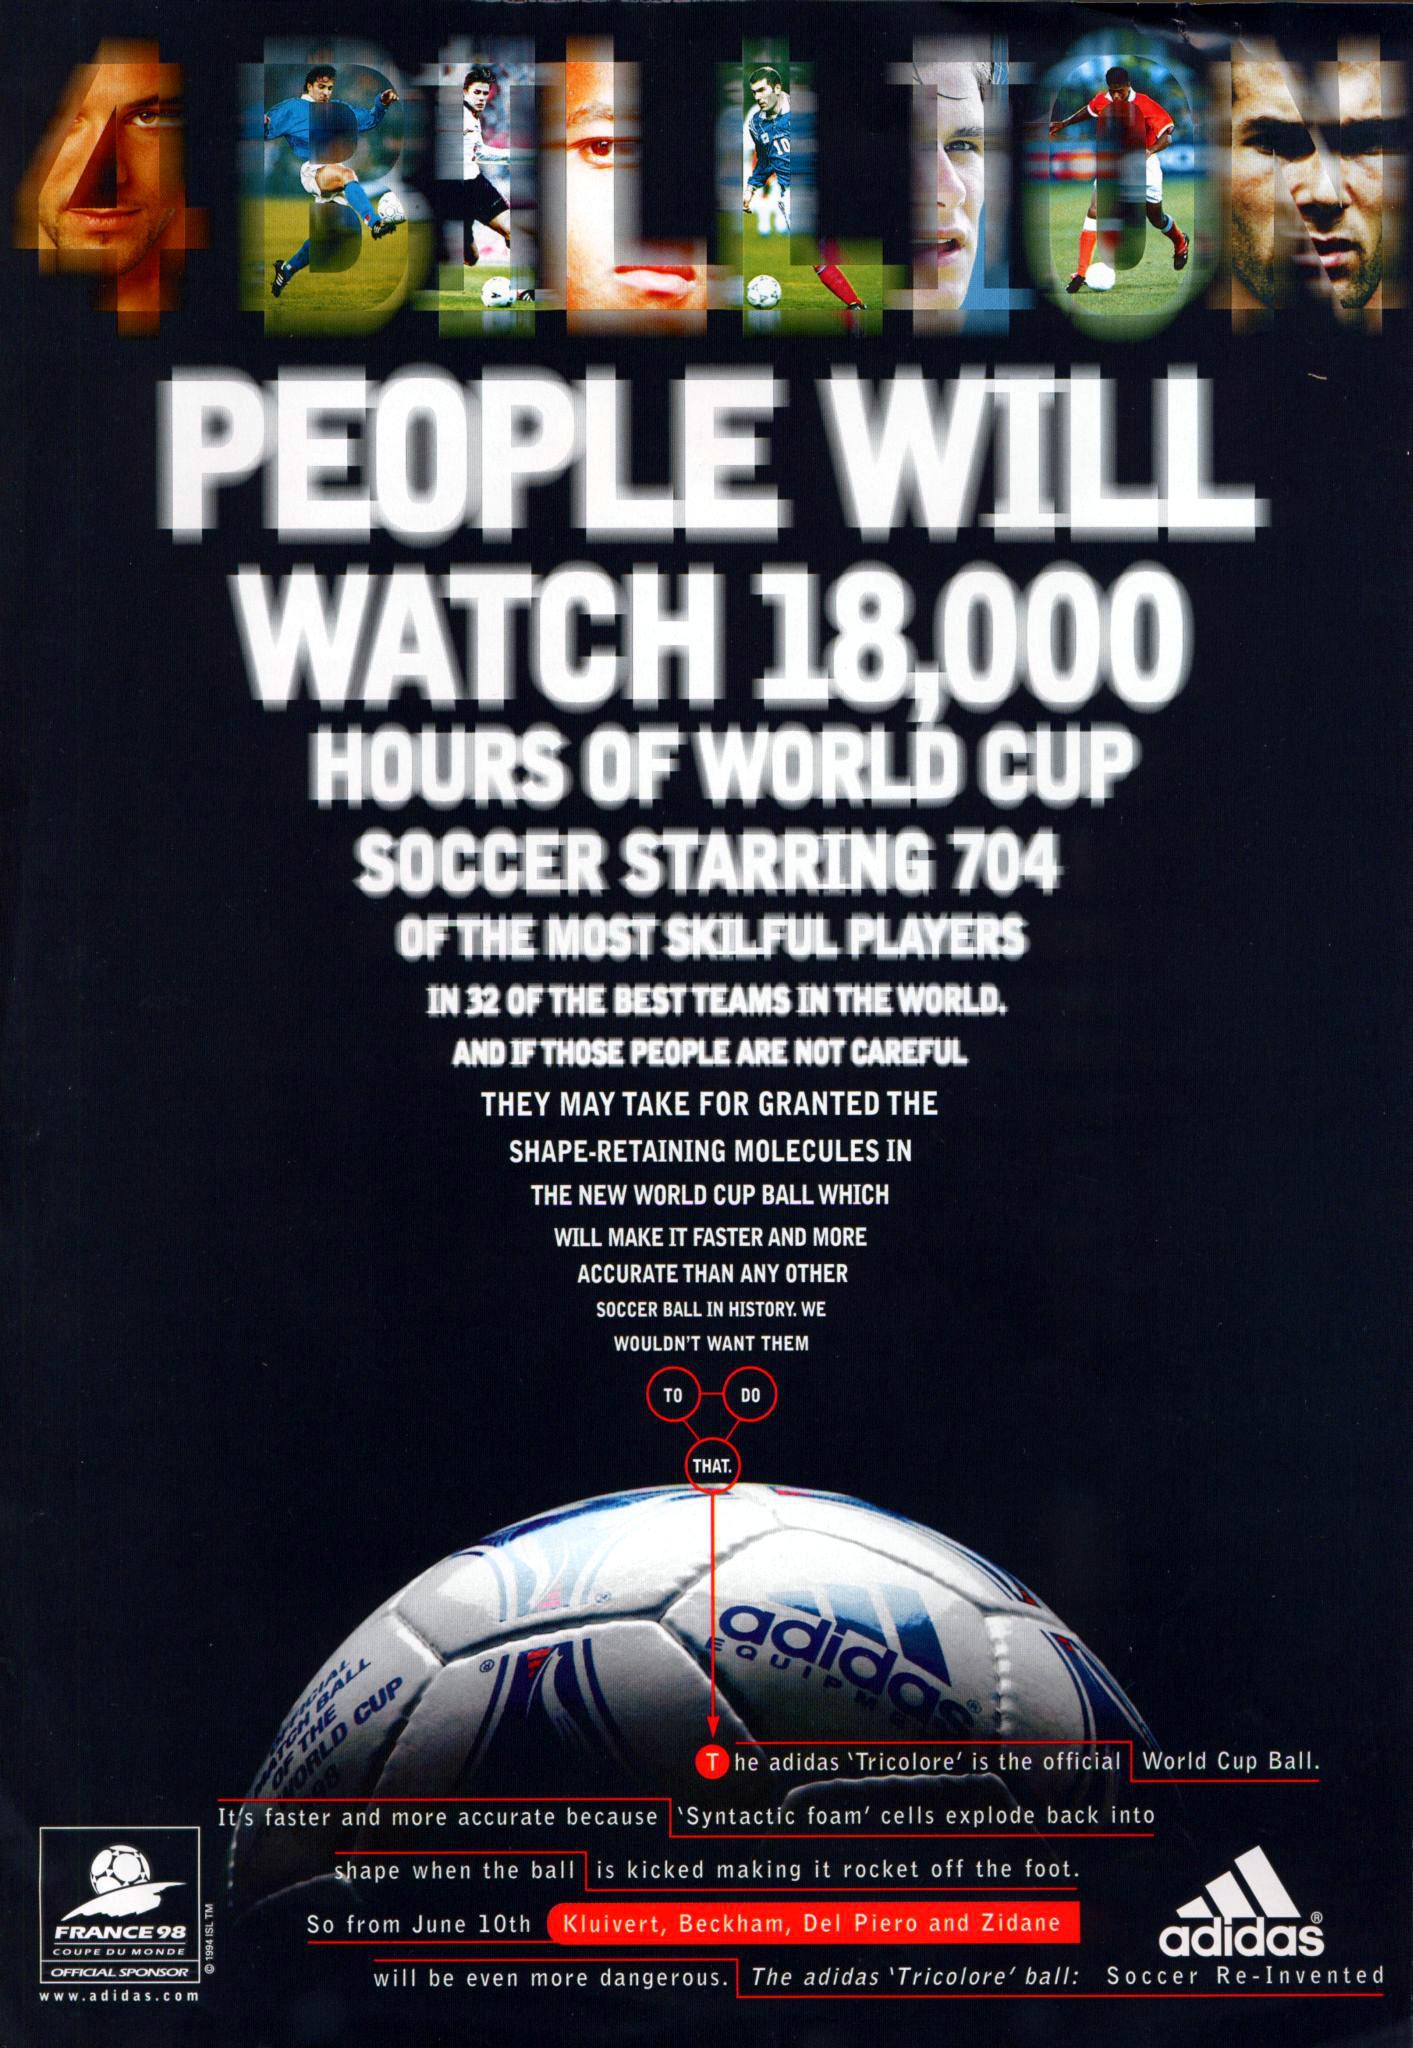 4 BILLION
PEOPLE WILL
WATCH 18,000
HOURS OF WORLD CUP
SOCCER STARRING 704
OF THE MOST SKILFUL PLAYERS
IN 32 OF THE BEST TEAMS IN THE WORLD.
AND IF THOSE PEOPLE ARE NOT CAREFUL
THEY MAY TAKE FOR GRANTED THE
SHAPE-RETAINING MOLECULES IN
THE NEW WORLD CUP BALL WHICH
WILL MAKE IT FASTER AND MORE
ACCURATE THAN ANY OTHER
SOCCER BALL IN HISTORY. WE
WOULDN'T WANT THEM
TO DO
THAT.
adidas ®
EQUIPME
®
MATCH BALL
OF THE
WORLD CUP
98
The adidas 'Tricolore' is the official World Cup Ball.
It's faster and more accurate because 'Syntactic foam' cells explode back into
shape when the ball is kicked making it rocket off the foot.
So from June 10th Kluivert, Beckham, Del Piero and Zidane
will be even more dangerous. The adidas 'Tricolore' ball: Soccer Re-Invented
FRANCE 98
COUPE DU MONDE
OFFICIAL SPONSOR
© 1994 ISL TM
www.adidas.com
adidas ®
10